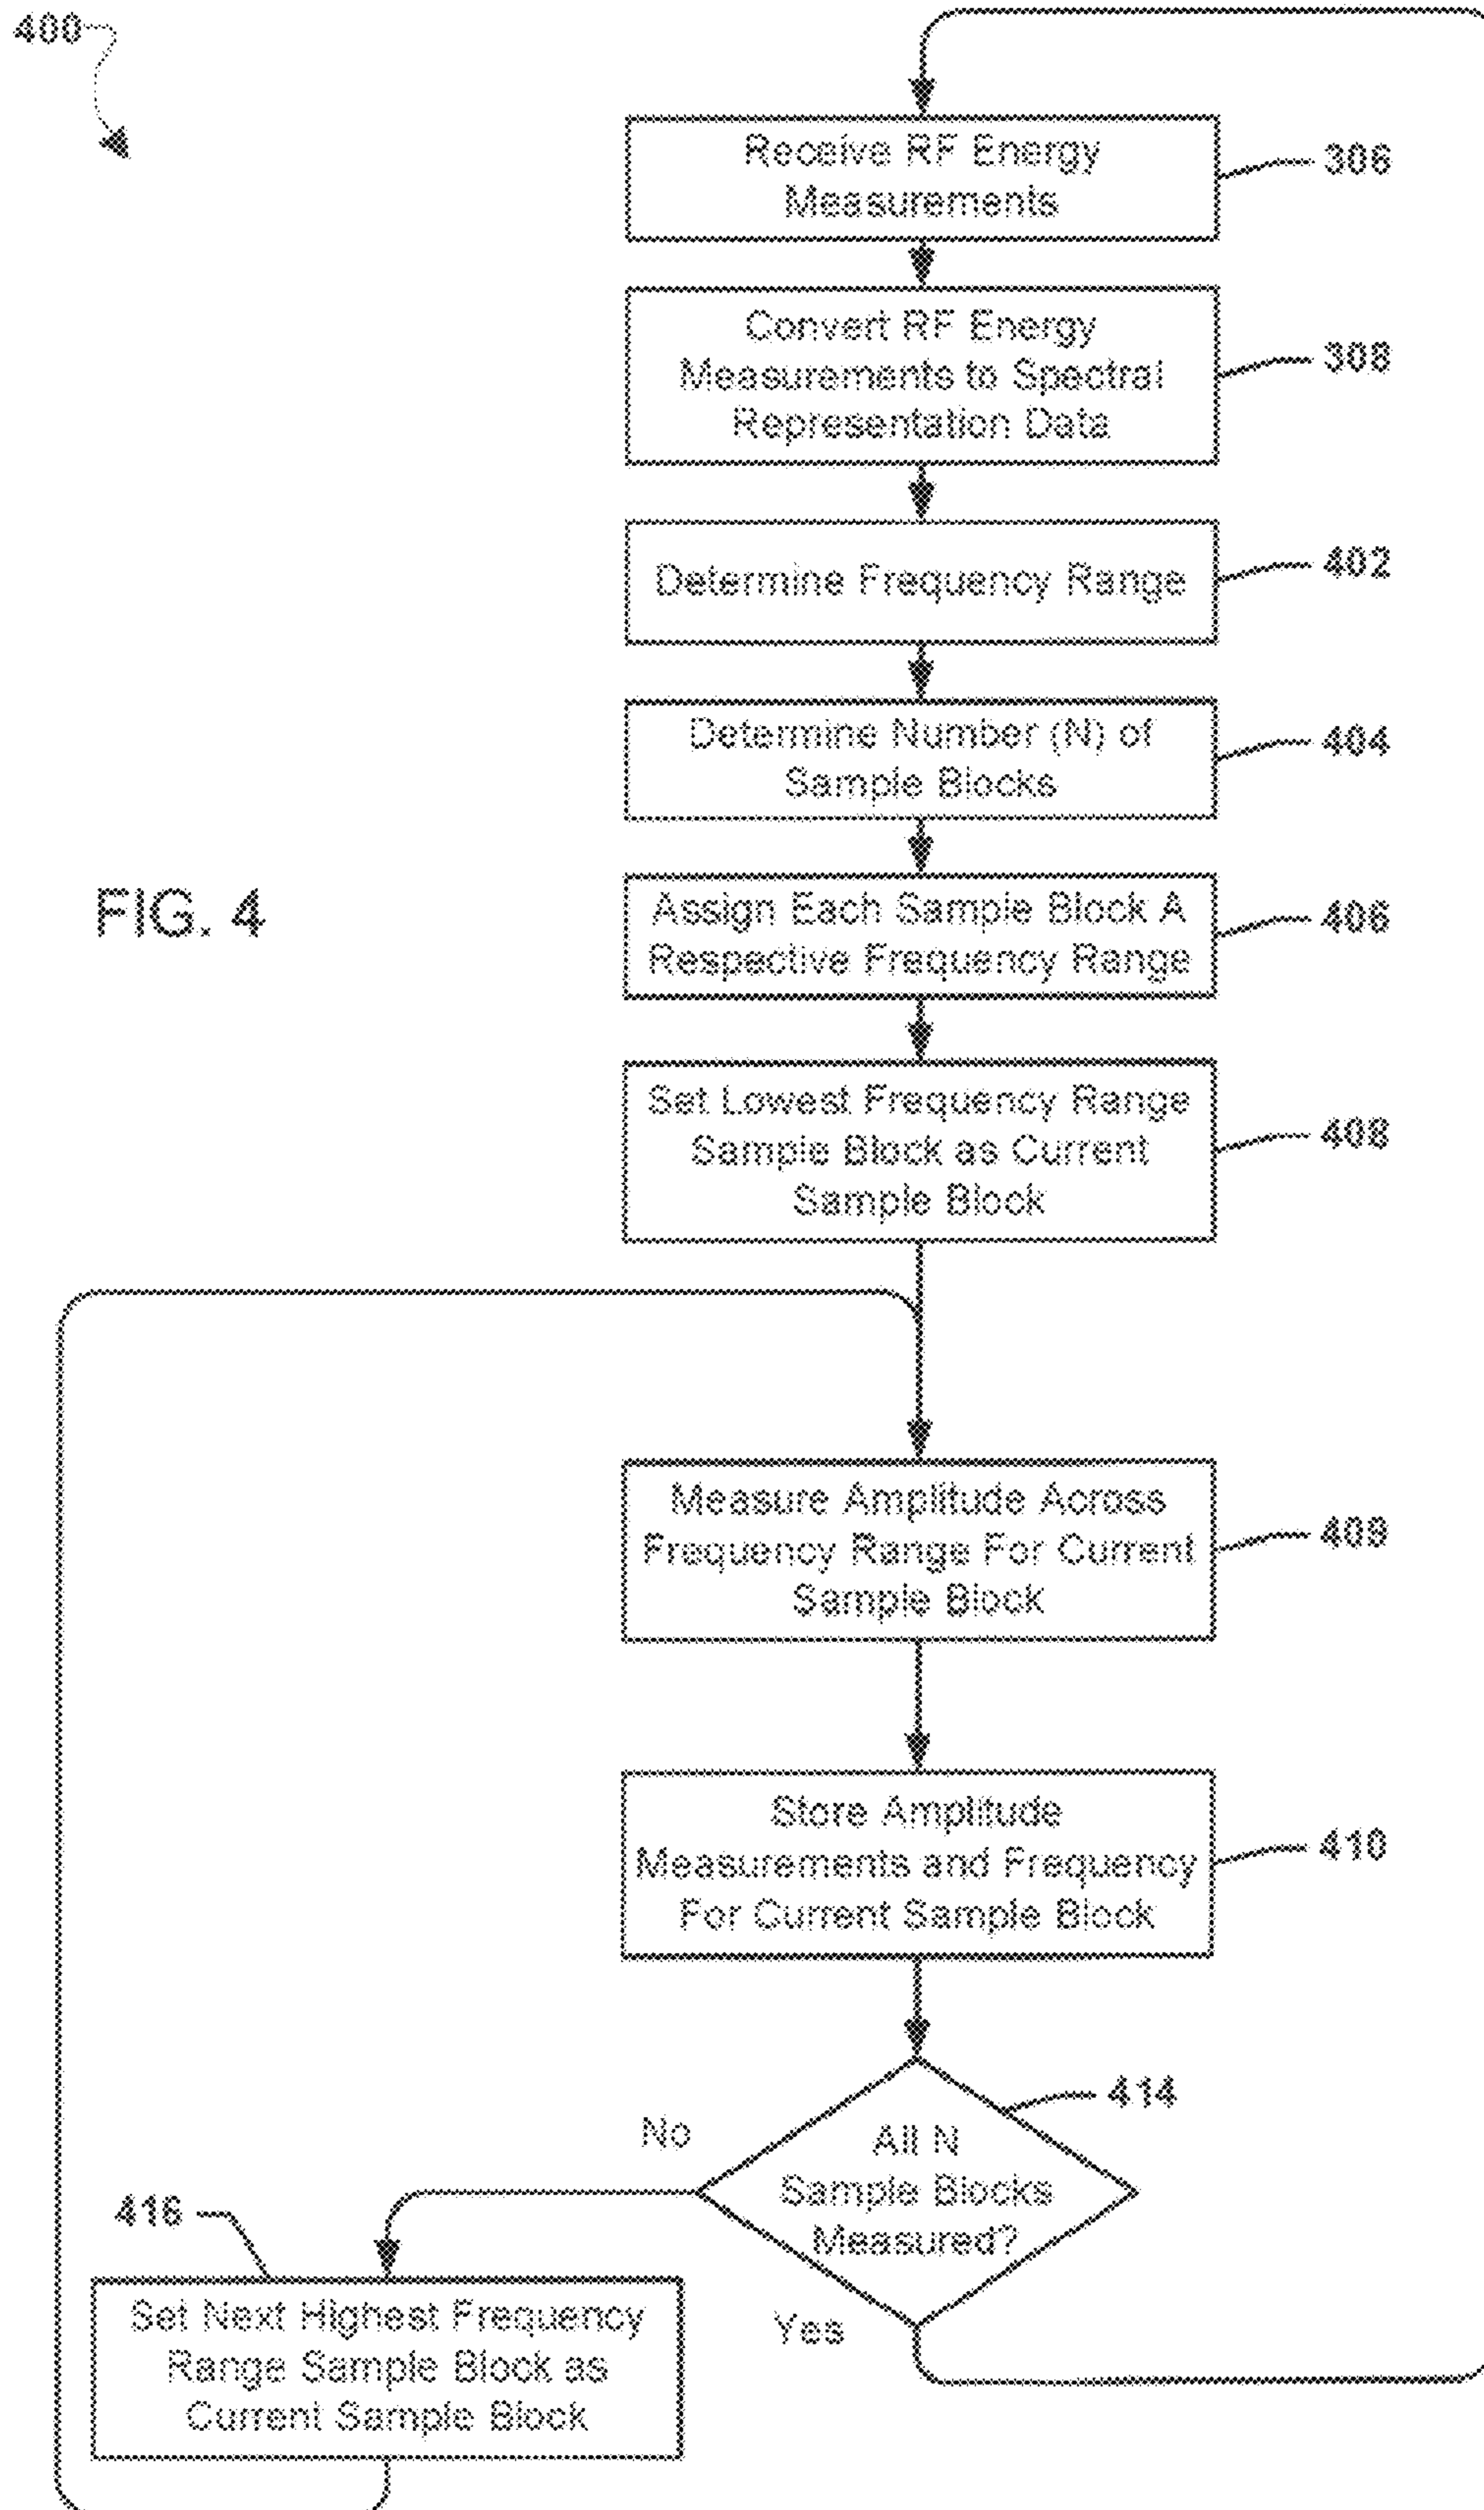 400
Receive RF Energy
Measurements
306
Convert RF Energy
Measurements to Spectral
Representation Data
308
Determine Frequency Range
402
Determine Number (N) of
Sample Blocks
404
FIG. 4
Assign Each Sample Block A
Respective Frequency Range
406
Set Lowest Frequency Range
Sample Block as Current
Sample Block
408
Measure Amplitude Across
Frequency Range For Current
Sample Block
409
Store Amplitude
Measurements and Frequency
For Current Sample Block
410
414
No
All N
Sample Blocks
Measured?
Yes
416
Set Next Highest Frequency
Range Sample Block as
Current Sample Block